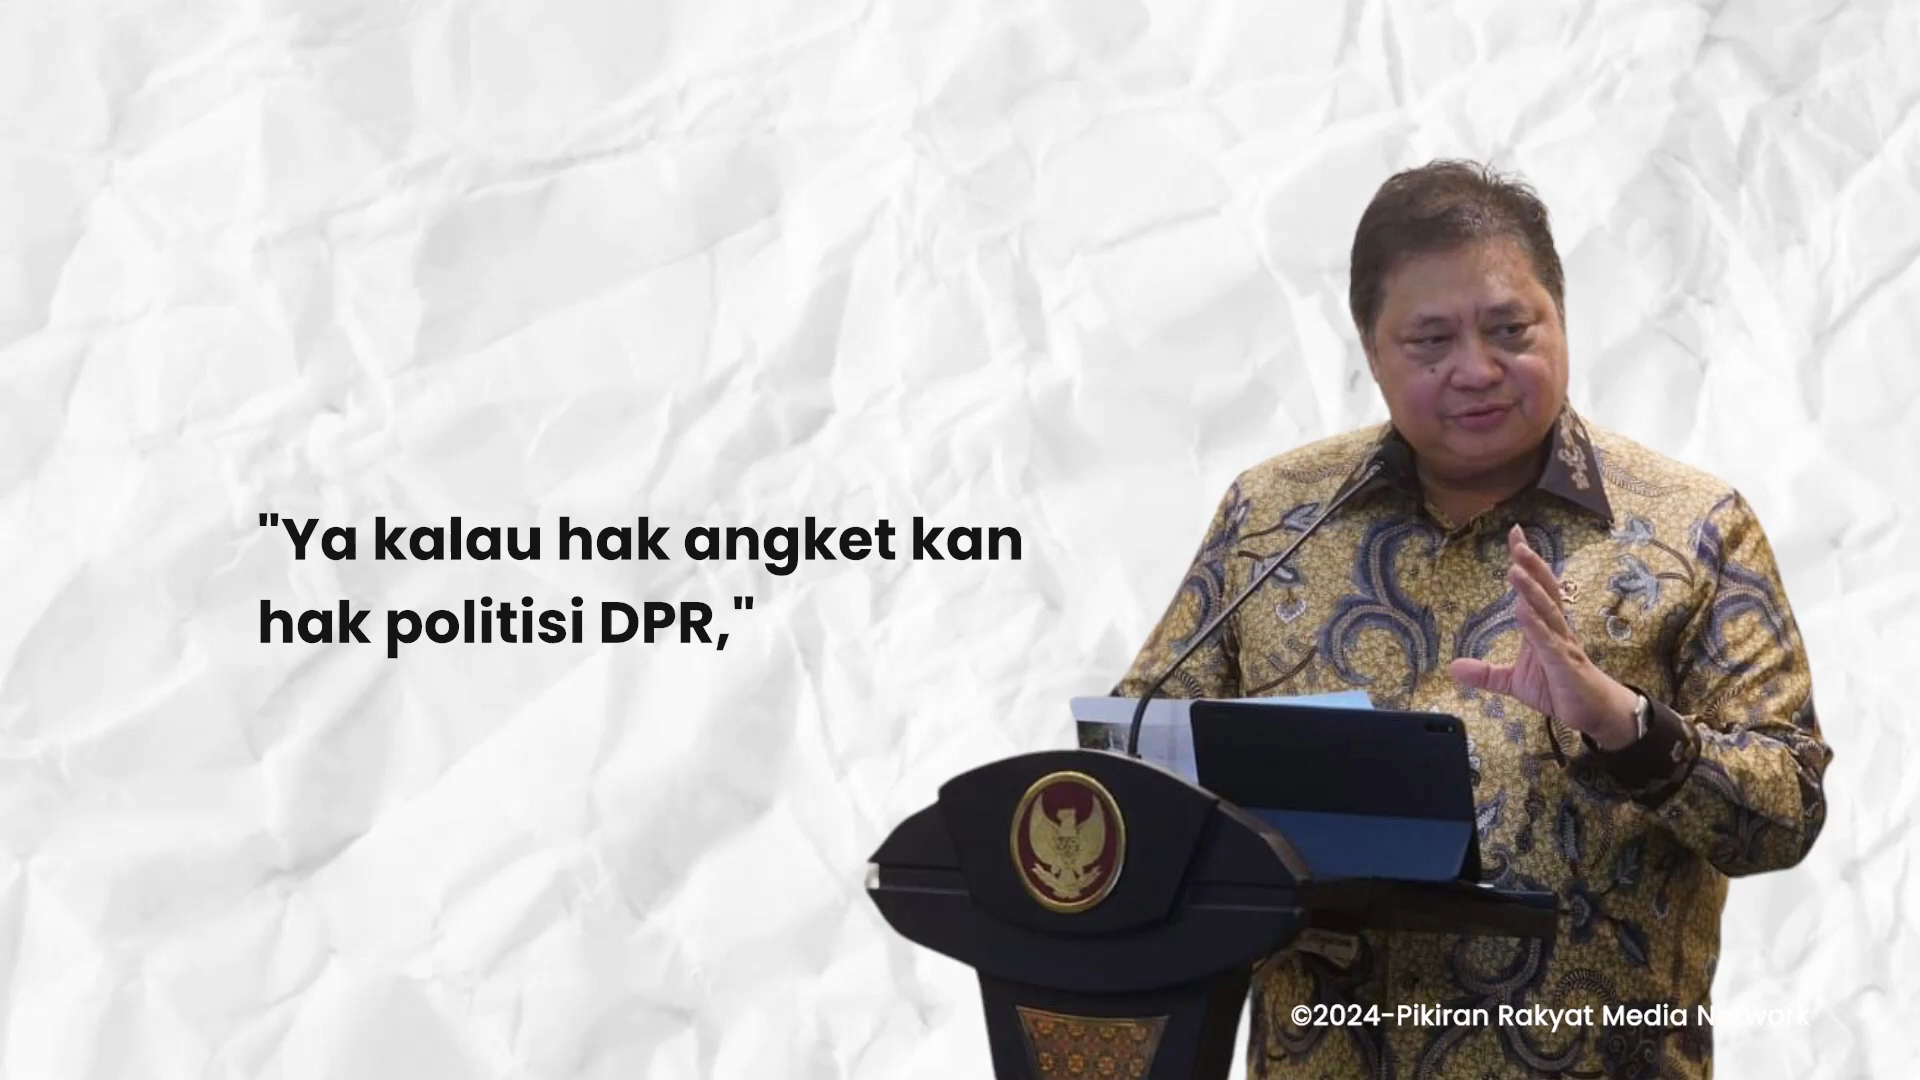 "Ya kalau hak angket kan
hak politisi DPR,"
©2024-Pikiran Rakyat Media Network